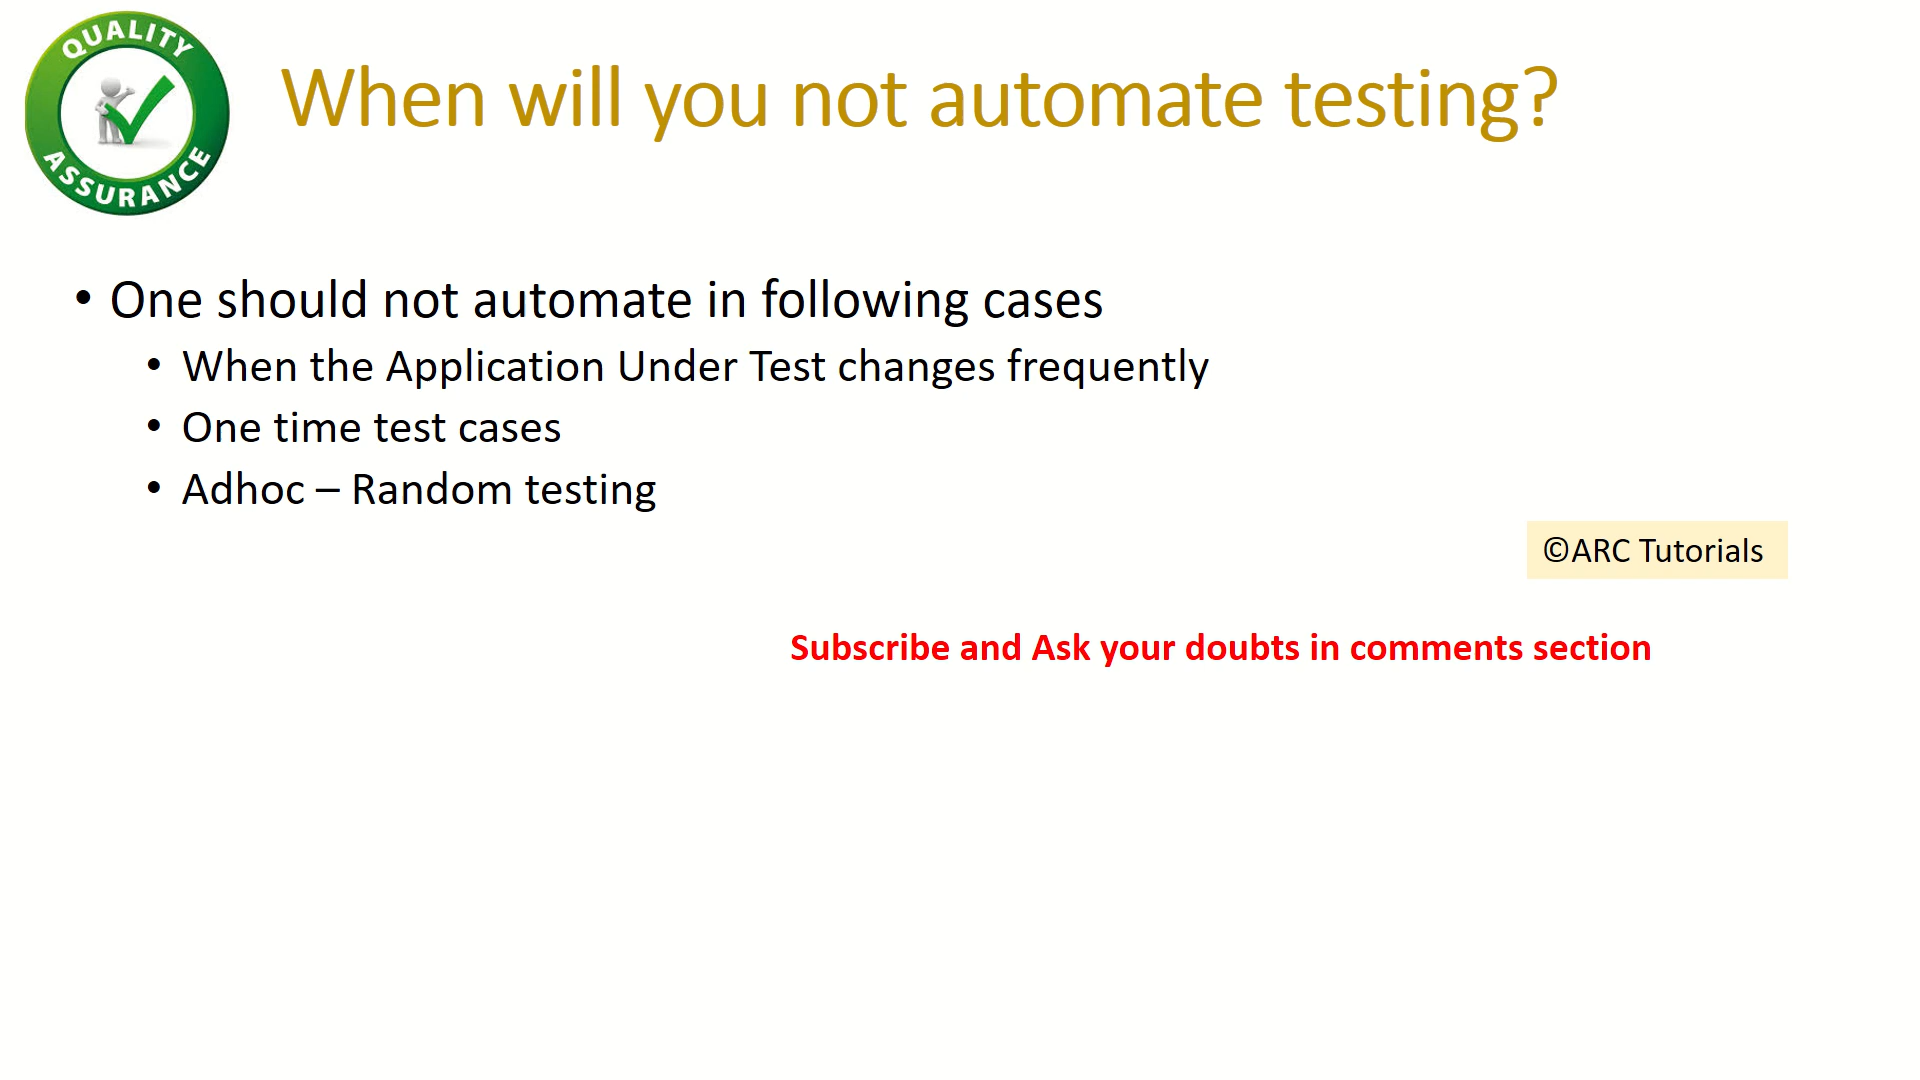 QUALITY
ASSURANCE
When will you not automate testing?
• One should not automate in following cases
• When the Application Under Test changes frequently
• One time test cases
• Adhoc – Random testing
©ARC Tutorials
Subscribe and Ask your doubts in comments section